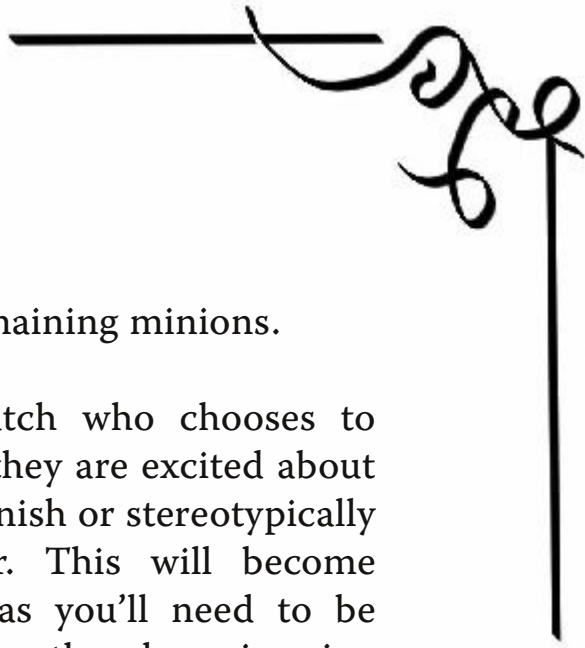 naining minions.
tch who chooses to
they are excited about
nish or stereotypically
r. This will become
as you'll need to be